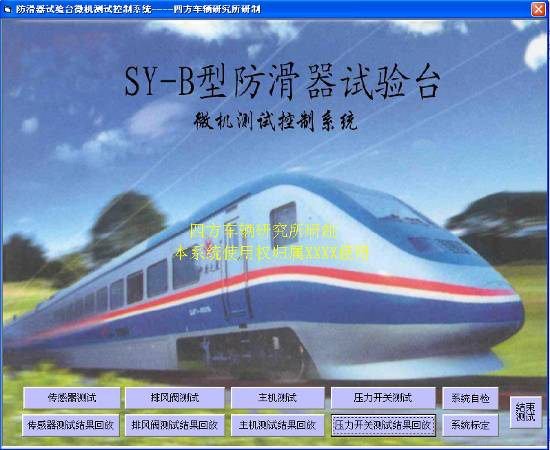 防滑器试验台微机测试控制系统----四方车辆研究所研制
SY-B型防滑器试验台
微机测试控制系统
四方车辆研究所研制
本系统使用权归属XXXX使用
传感器测试
排风阀测试
主机测试
压力开关测试
系统自检
传感器测试结果回放
排风阀测试结果回放
主机测试结果回放
压力开关测试结果回放
系统标定
结束
测试